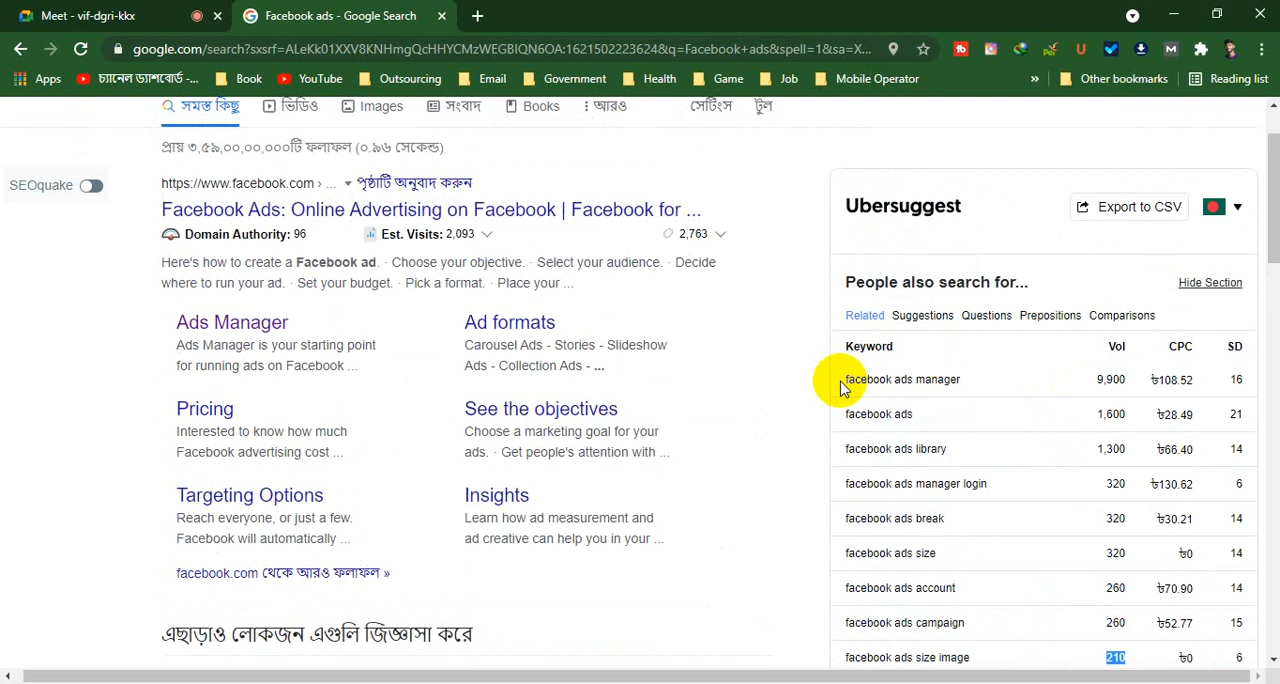 Meet - vif-dgri-kkx
Facebook ads - Google Search
google.com/search?sxsrf=ALeKk01XXV8KNHmgQcHHYCMzWEGBIQN6OA:1621502223624&q=Facebook+ads&spell=1&sa=X...
Apps
চ্যানেল ড্যাশবোর্ড -...
Book
YouTube
Outsourcing
Email
Government
Health
Game
Job
Mobile Operator
»
Other bookmarks
Reading list
সমস্ত কিছু
ভিডিও
Images
সংবাদ
Books
আরও
সেটিংস
টুল
প্রায় ৩,৫৯,০০,০০,০০০টি ফলাফল (০.৯৬ সেকেন্ড)
SEOquake
https://www.facebook.com › ... পৃষ্ঠাটি অনুবাদ করুন
Facebook Ads: Online Advertising on Facebook | Facebook for ...
Domain Authority: 96 Est. Visits: 2,093 2,763
Here's how to create a Facebook ad. · Choose your objective. · Select your audience. · Decide
where to run your ad. · Set your budget. · Pick a format. · Place your ...
Ads Manager
Ads Manager is your starting point
for running ads on Facebook ...
Ad formats
Carousel Ads - Stories - Slideshow
Ads - Collection Ads - ...
Pricing
Interested to know how much
Facebook advertising cost ...
See the objectives
Choose a marketing goal for your
ads. · Get people's attention with ...
Targeting Options
Reach everyone, or just a few.
Facebook will automatically ...
Insights
Learn how ad measurement and
ad creative can help you in your ...
facebook.com থেকে আরও ফলাফল »
এছাড়াও লোকজন এগুলি জিজ্ঞাসা করে
Ubersuggest
Export to CSV
People also search for...
Hide Section
Related Suggestions Questions Prepositions Comparisons
Keyword Vol CPC SD
facebook ads manager 9,900 ৳108.52 16
facebook ads 1,600 ৳28.49 21
facebook ads library 1,300 ৳66.40 14
facebook ads manager login 320 ৳130.62 6
facebook ads break 320 ৳30.21 14
facebook ads size 320 ৳0 14
facebook ads account 260 ৳70.90 14
facebook ads campaign 260 ৳52.77 15
facebook ads size image 210 ৳0 6